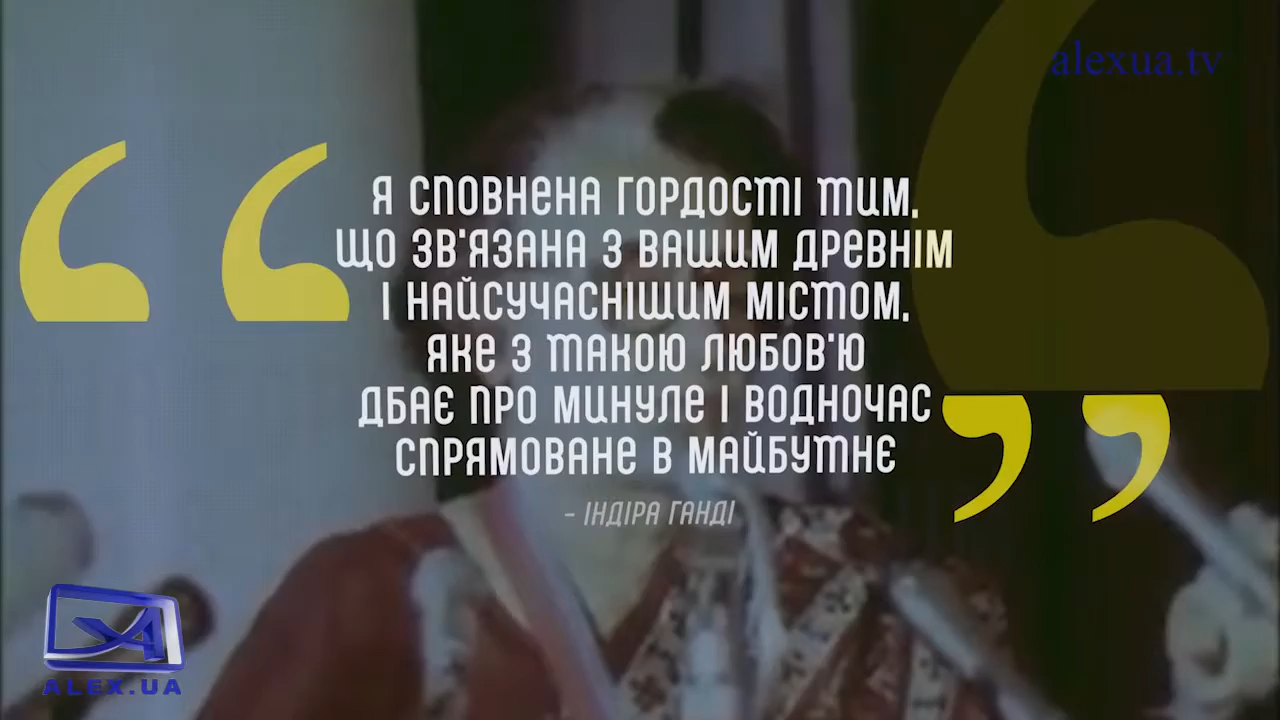 alexua.tv
Я СПОВНЕНА ГОРДОСТІ ТИМ,
ЩО ЗВ'ЯЗАНА З ВАШИМ ДРЕВНІМ
І НАЙСУЧАСНІШИМ МІСТОМ,
ЯКЕ З ТАКОЮ ЛЮБОВ'Ю
ДБАЄ ПРО МИНУЛЕ І ВОДНОЧАС
СПРЯМОВАНЕ В МАЙБУТНЄ
- ІНДІРА ГАНДІ
ALEX.UA